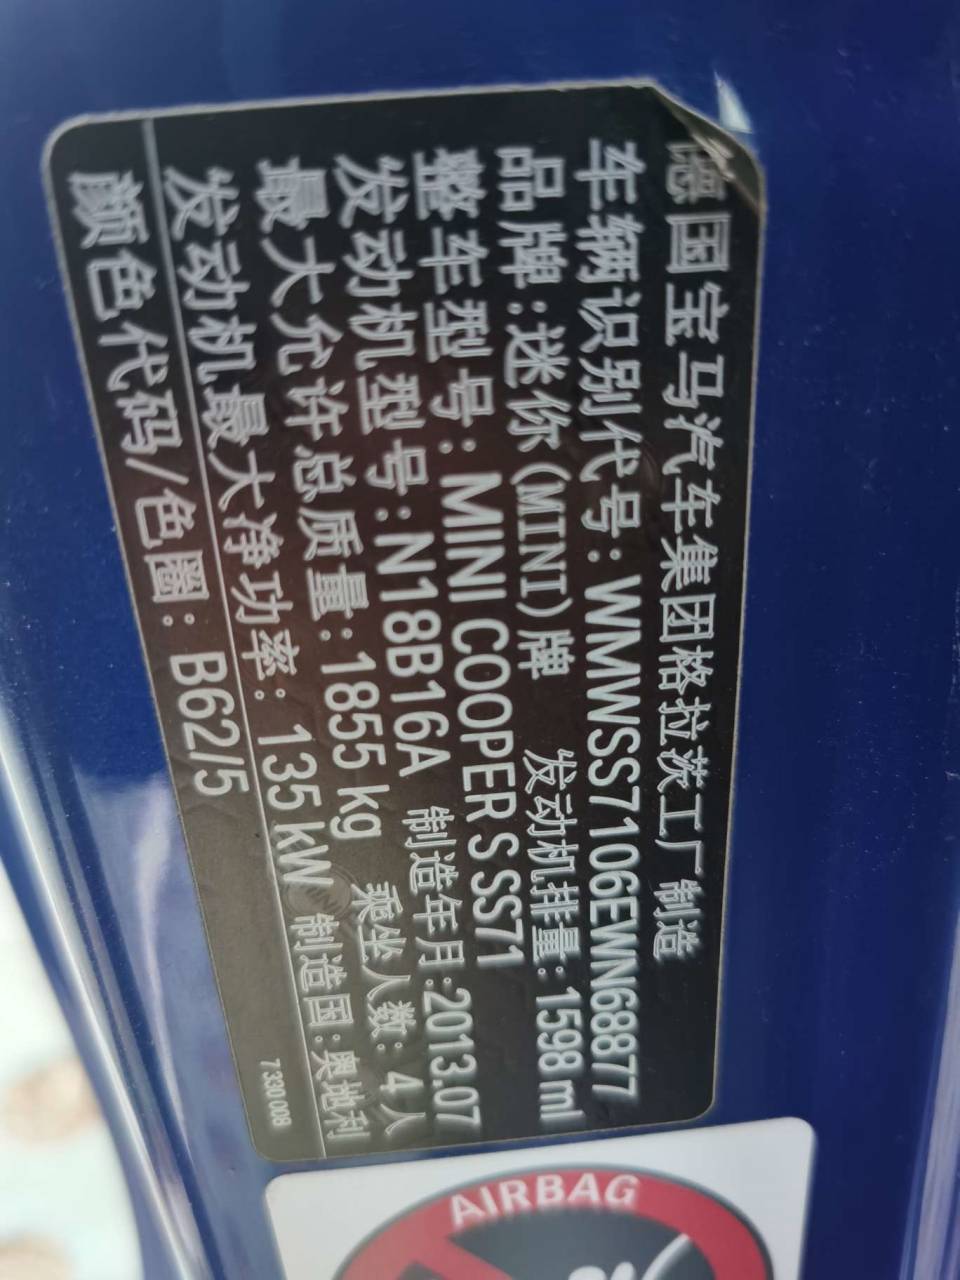 德国宝马汽车集团格拉茨工厂制造
车辆识别代号:WMWSS7106EWN68877
品牌:迷你(MINI)牌 发动机排量:1598 ml
整车型号:MINI COOPER S SS71
发动机型号:N18B16A 制造年月:2013.07
最大允许总质量:1855 kg 乘坐人数:4人
发动机最大净功率:135 kW 制造国:奥地利
颜色代码/色圈:B62/5
7 330.008
MINI
AIRBAG